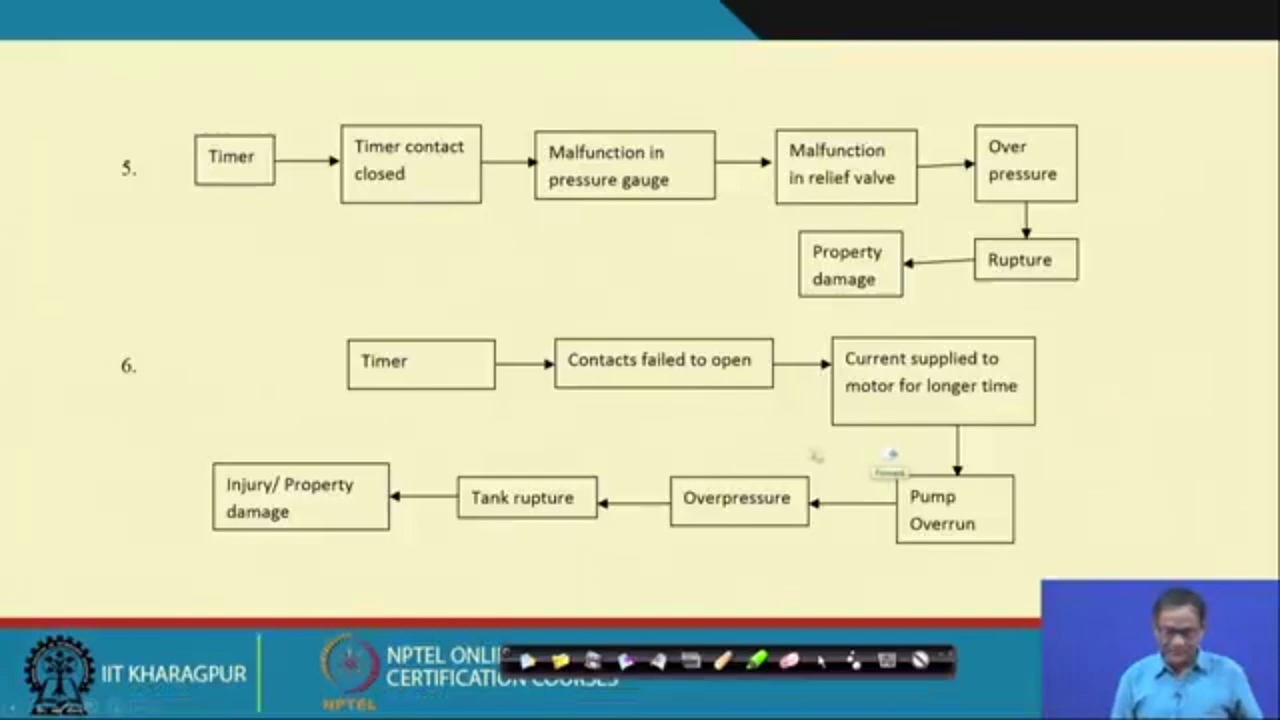 5.
Timer
Timer contact
closed
Malfunction in
pressure gauge
Malfunction
in relief valve
Over
pressure
Rupture
Property
damage
6.
Timer
Contacts failed to open
Current supplied to
motor for longer time
Pump
Overrun
Overpressure
Tank rupture
Injury/ Property
damage
IIT KHARAGPUR
NPTEL
NPTEL ONLI
CERTIFICATION COURSES